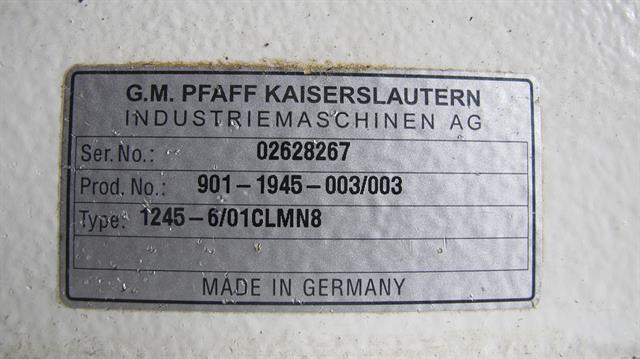 G.M. PFAFF KAISERSLAUTERN
INDUSTRIEMASCHINEN AG
Ser. No.: 02628267
Prod. No.: 901-1945-003/003
Type: 1245-6/01CLMN8
MADE IN GERMANY